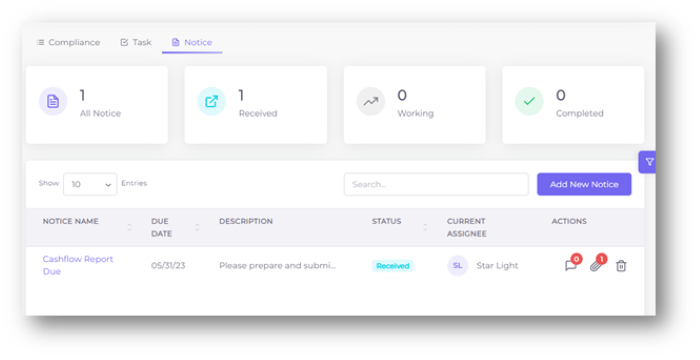 Compliance Task Notice
1 1 0 0
All Notice Received Working Completed
Show 10 Entries Search... Add New Notice
NOTICE NAME DUE DATE DESCRIPTION STATUS CURRENT ASSIGNEE ACTIONS
Cashflow Report Due 05/31/23 Please prepare and submi... Received SL Star Light 0 1